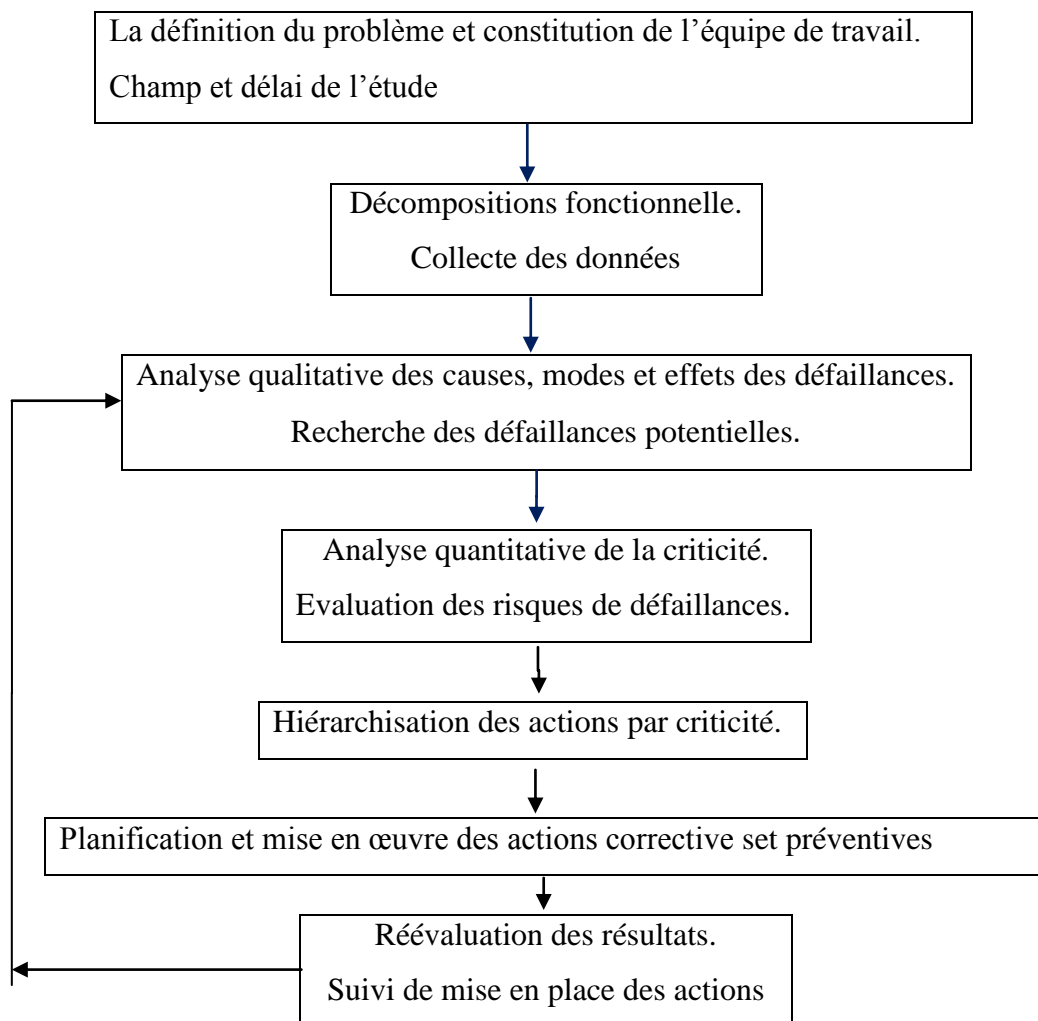 La définition du problème et constitution de l’équipe de travail.
Champ et délai de l’étude
Décompositions fonctionnelle.
Collecte des données
Analyse qualitative des causes, modes et effets des défaillances.
Recherche des défaillances potentielles.
Analyse quantitative de la criticité.
Evaluation des risques de défaillances.
Hiérarchisation des actions par criticité.
Planification et mise en œuvre des actions corrective set préventives
Réévaluation des résultats.
Suivi de mise en place des actions